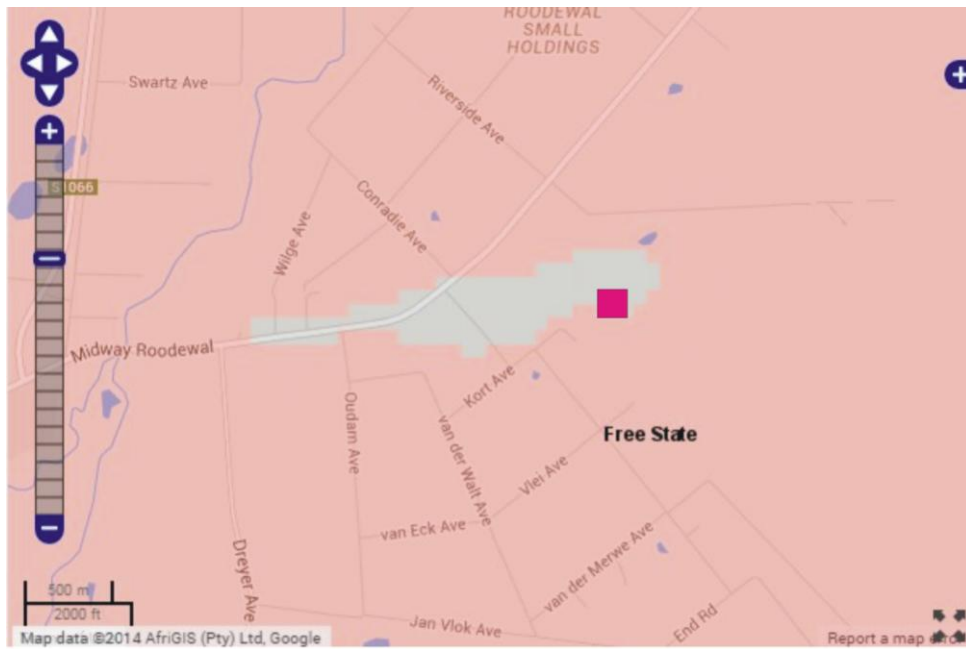 ROODEWAL
SMALL
HOLDINGS
Swartz Ave
Riverside Ave
S1066
Conradie Ave
Wilge Ave
Midway Roodewal
Kort Ave
Oudam Ave
van der Walt Ave
Free State
Vlei Ave
van Eck Ave
Dreyer Ave
van der Merwe Ave
500 m
2000 ft
Jan Vlok Ave
End Rd
Map data ©2014 AfriGIS (Pty) Ltd, Google
Report a map error